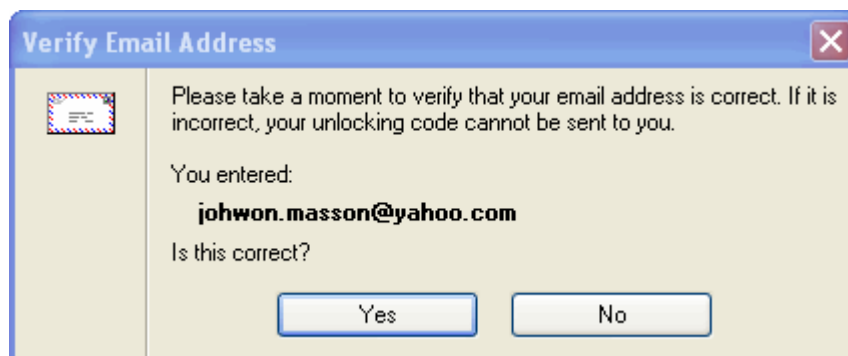 Verify Email Address
Please take a moment to verify that your email address is correct. If it is
incorrect, your unlocking code cannot be sent to you.
You entered:
johwon.masson@yahoo.com
Is this correct?
Yes
No